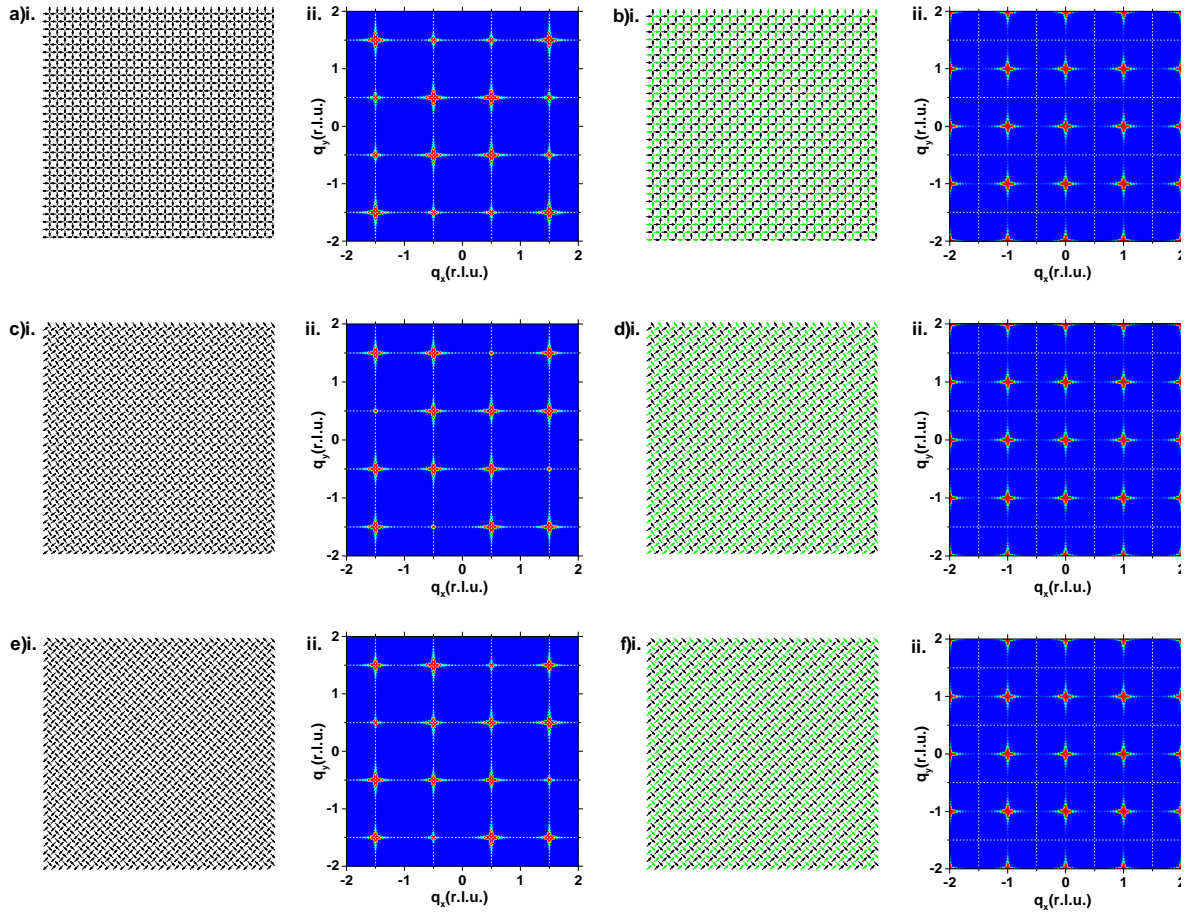 a)i.
ii.
2
1
0
-1
-2
q_y(r.l.u.)
-2
-1
0
1
2
q_x(r.l.u.)
b)i.
ii.
2
1
0
-1
-2
q_y(r.l.u.)
-2
-1
0
1
2
q_x(r.l.u.)
c)i.
ii.
2
1
0
-1
-2
q_y(r.l.u.)
-2
-1
0
1
2
q_x(r.l.u.)
d)i.
ii.
2
1
0
-1
-2
q_y(r.l.u.)
-2
-1
0
1
2
q_x(r.l.u.)
e)i.
ii.
2
1
0
-1
-2
q_y(r.l.u.)
-2
-1
0
1
2
q_x(r.l.u.)
f)i.
ii.
2
1
0
-1
-2
q_y(r.l.u.)
-2
-1
0
1
2
q_x(r.l.u.)